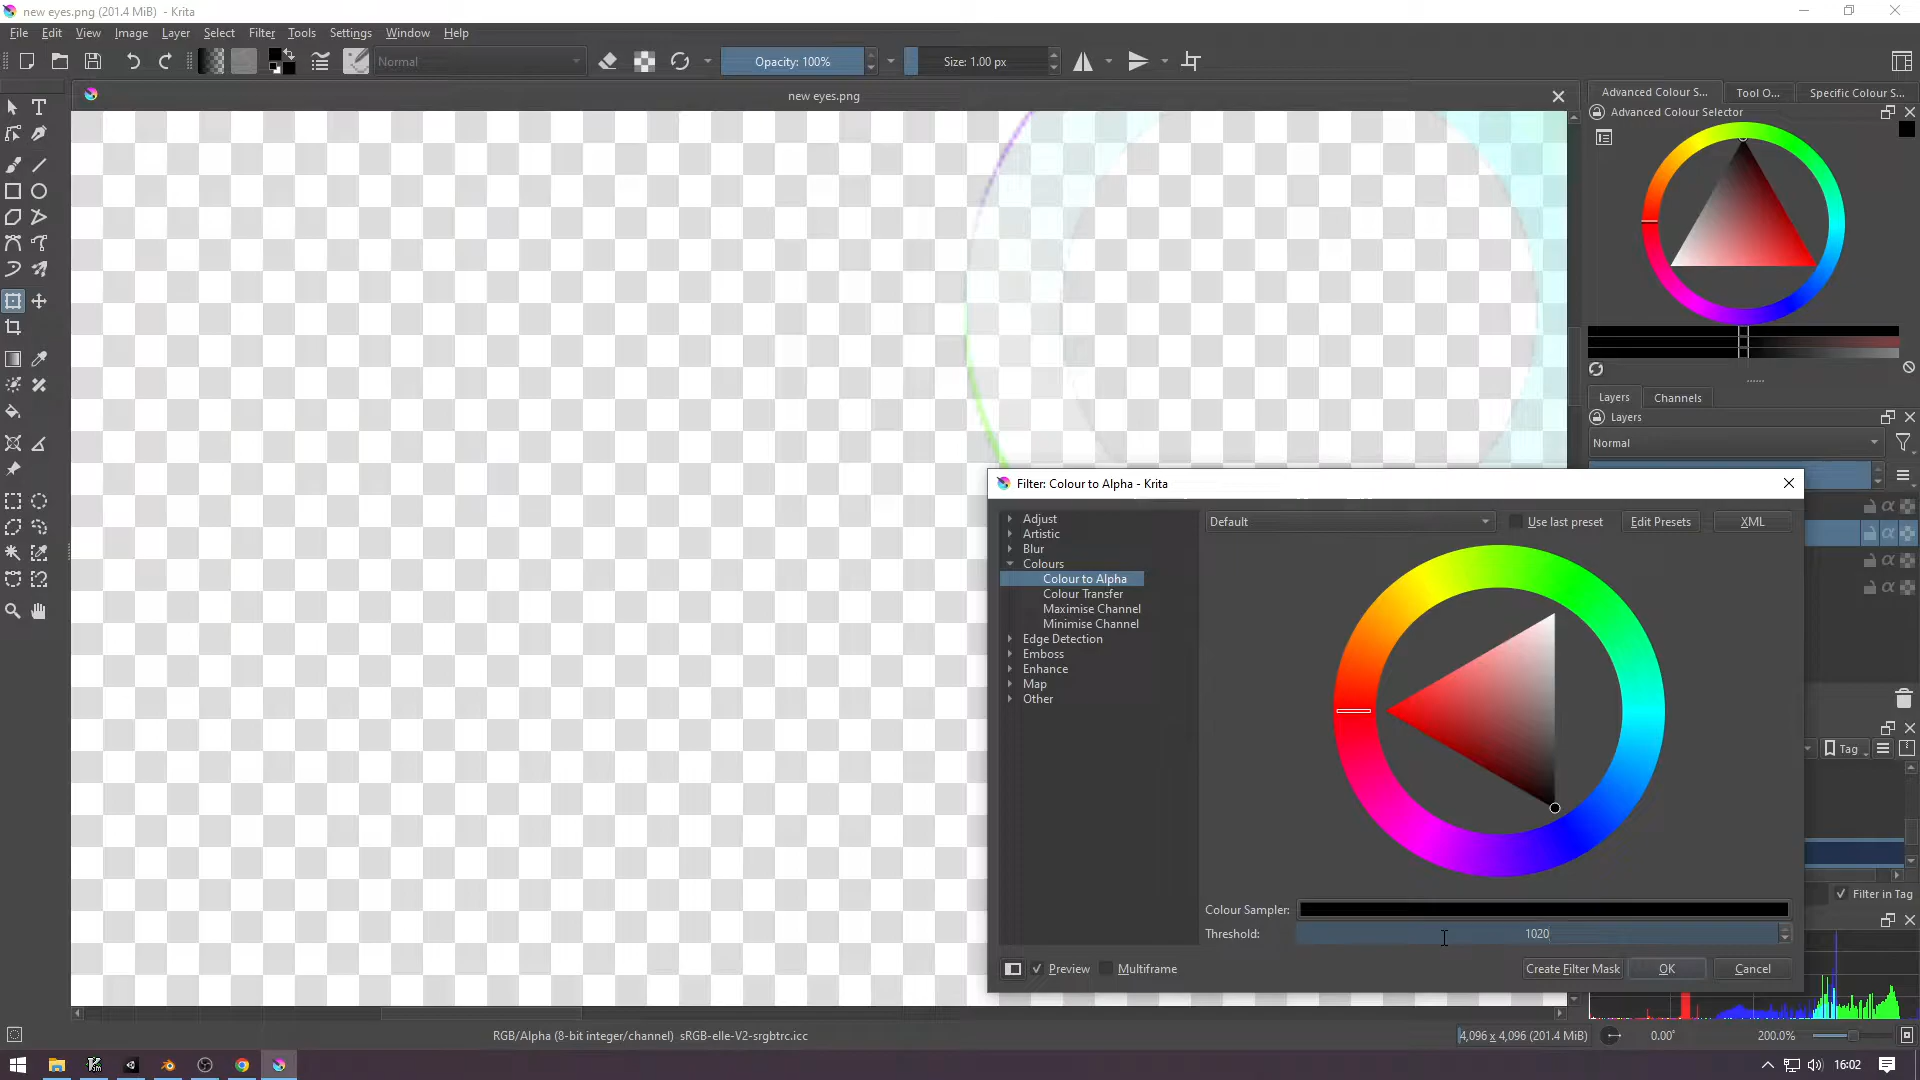 new eyes.png (201.4 MiB) - Krita
File Edit View Image Layer Select Filter Tools Settings Window Help
Normal
Opacity: 100%
Size: 1.00 px
new eyes.png
Advanced Colour S...
Tool O...
Specific Colour S...
Advanced Colour Selector
Layers
Channels
Layers
Normal
Filter: Colour to Alpha - Krita
Adjust
Artistic
Blur
Colours
Colour to Alpha
Colour Transfer
Maximise Channel
Minimise Channel
Edge Detection
Emboss
Enhance
Map
Other
Default
Use last preset
Edit Presets
XML
Colour Sampler:
Threshold:
1020
Preview
Multiframe
Create Filter Mask
OK
Cancel
Tag
Filter in Tag
RGB/Alpha (8-bit integer/channel) sRGB-elle-V2-srgbtrc.icc
4,096 x 4,096 (201.4 MiB)
0.00°
200.0%
16:02